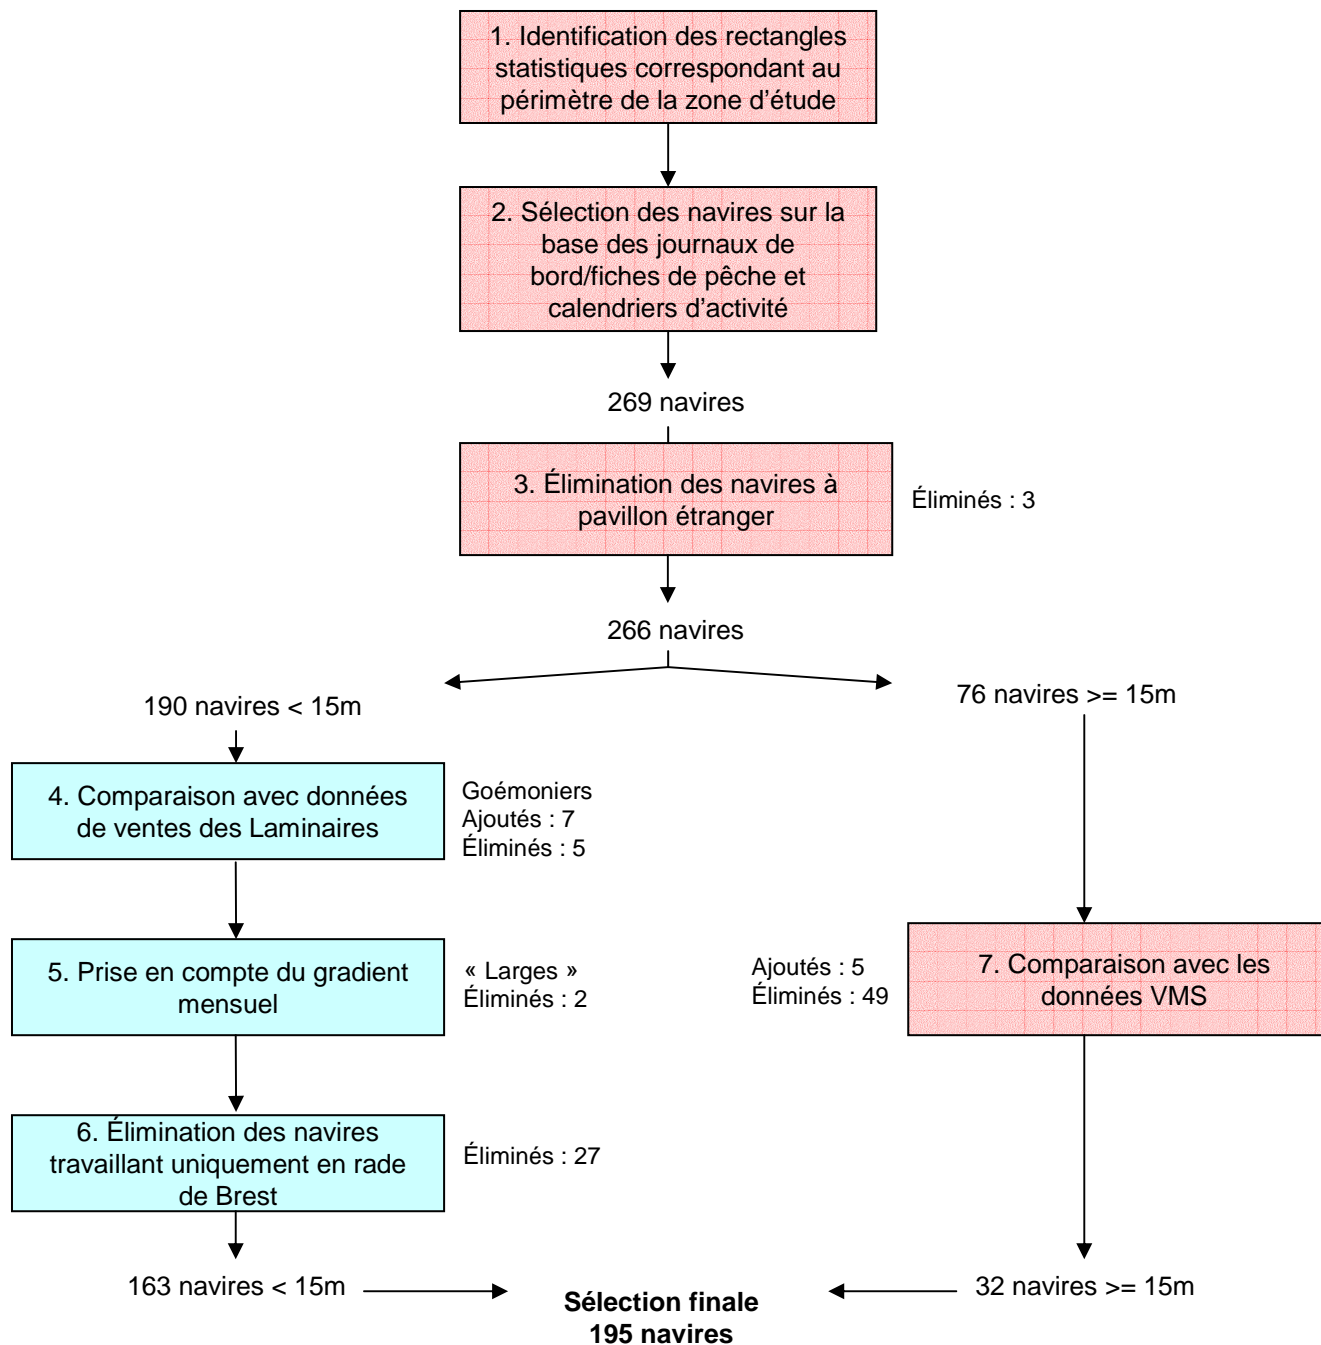 1. Identification des rectangles
statistiques correspondant au
périmètre de la zone d'étude
2. Sélection des navires sur la
base des journaux de
bord/fiches de pêche et
calendriers d'activité
269 navires
3. Élimination des navires à
pavillon étranger
Éliminés : 3
266 navires
190 navires < 15m
76 navires >= 15m
4. Comparaison avec données
de ventes des Laminaires
Goémoniers
Ajoutés : 7
Éliminés : 5
5. Prise en compte du gradient
mensuel
« Larges »
Éliminés : 2
Ajoutés : 5
Éliminés : 49
7. Comparaison avec les
données VMS
6. Élimination des navires
travaillant uniquement en rade
de Brest
Éliminés : 27
163 navires < 15m
32 navires >= 15m
Sélection finale
195 navires